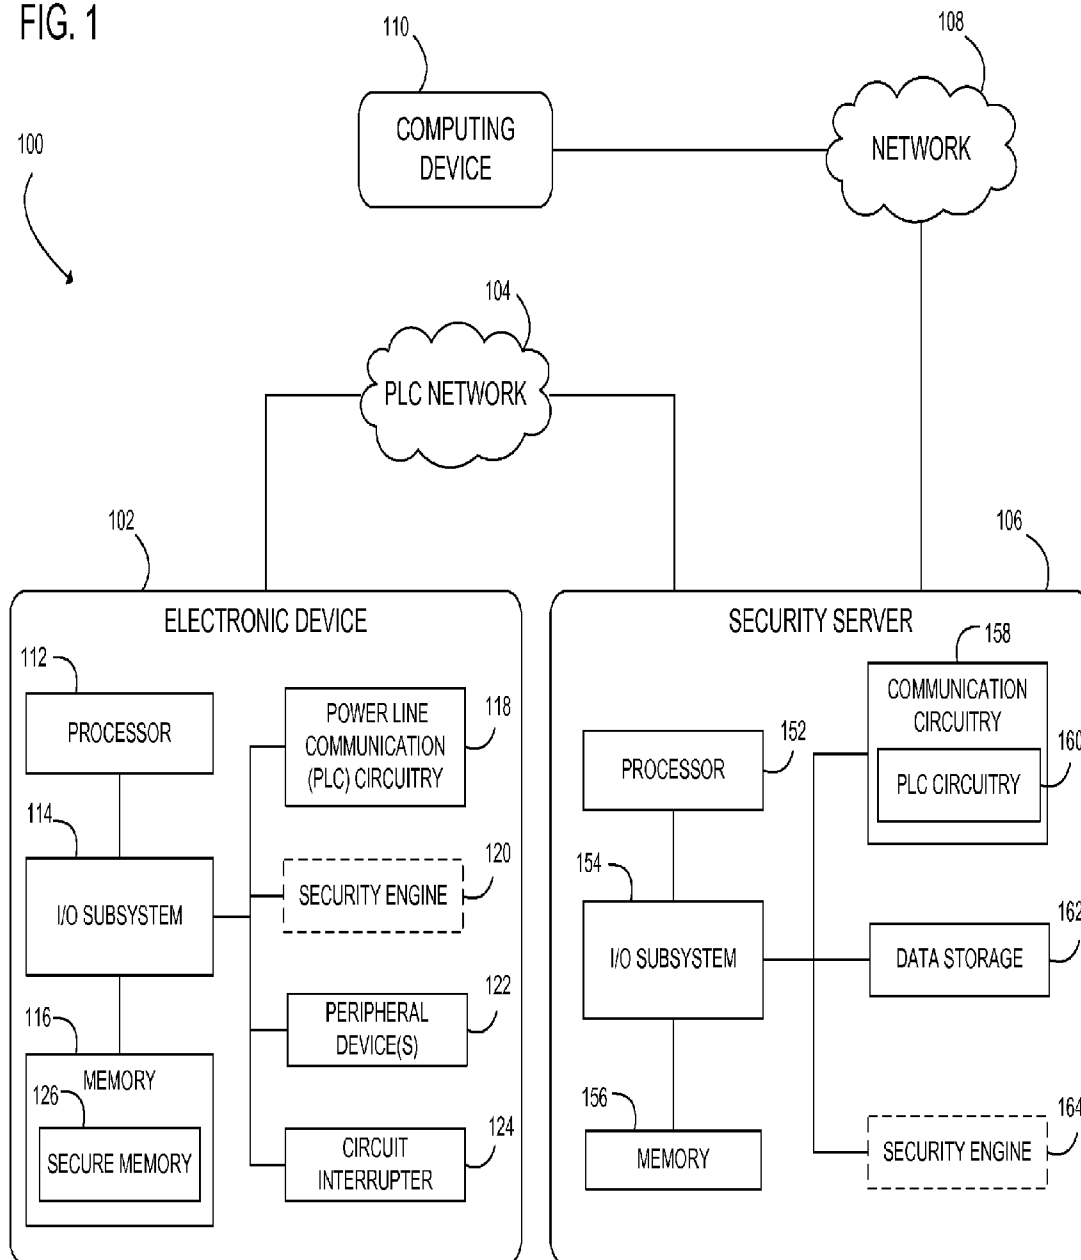 FIG. 1
110
108
100
COMPUTING
DEVICE
NETWORK
104
PLC NETWORK
102
106
ELECTRONIC DEVICE
112
PROCESSOR
POWER LINE
COMMUNICATION
(PLC) CIRCUITRY
118
114
I/O SUBSYSTEM
SECURITY ENGINE
120
116
MEMORY
126
SECURE MEMORY
PERIPHERAL
DEVICE(S)
122
CIRCUIT
INTERRUPTER
124
SECURITY SERVER
158
COMMUNICATION
CIRCUITRY
160
PLC CIRCUITRY
152
PROCESSOR
154
I/O SUBSYSTEM
162
DATA STORAGE
156
MEMORY
164
SECURITY ENGINE